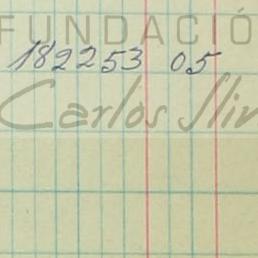 FUNDACIÓ
182253 05
Carlos Slim